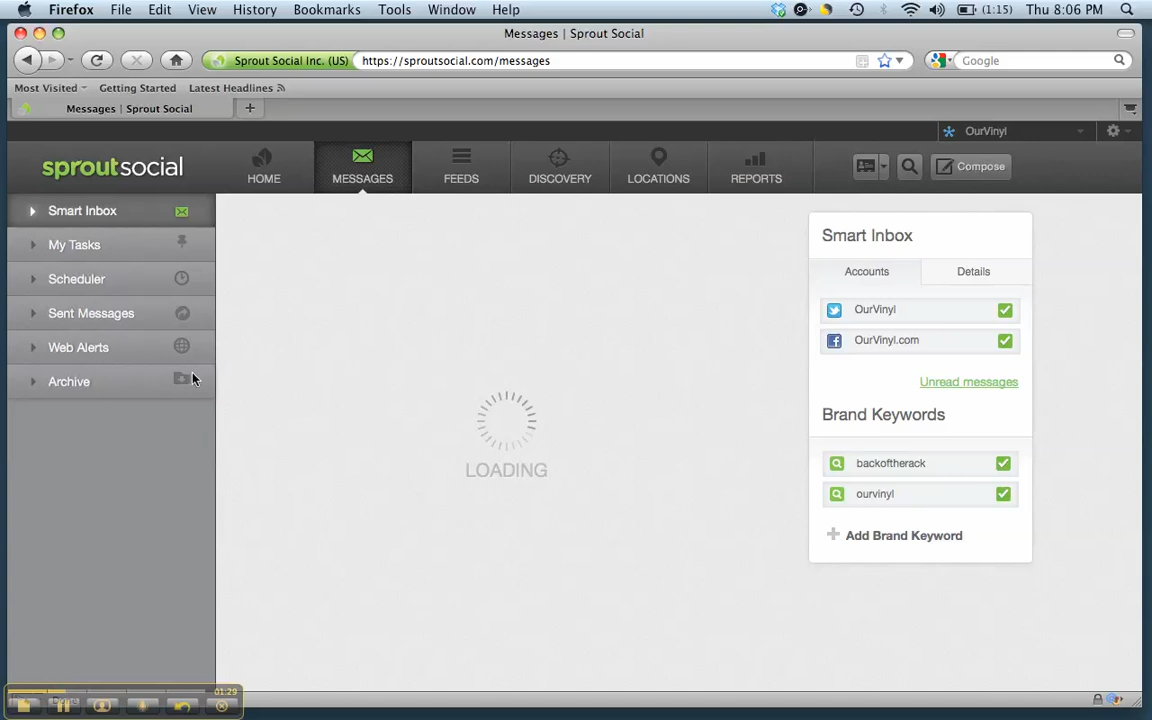 Firefox File Edit View History Bookmarks Tools Window Help (1:15) Thu 8:06 PM
Messages | Sprout Social
Sprout Social Inc. (US) https://sproutsocial.com/messages Google
Most Visited Getting Started Latest Headlines
Messages | Sprout Social
OurVinyl
sproutsocial HOME MESSAGES FEEDS DISCOVERY LOCATIONS REPORTS Compose
Smart Inbox
My Tasks
Scheduler
Sent Messages
Web Alerts
Archive
LOADING
Smart Inbox
Accounts Details
OurVinyl
OurVinyl.com
Unread messages
Brand Keywords
backoftherack
ourvinyl
Add Brand Keyword
01:29